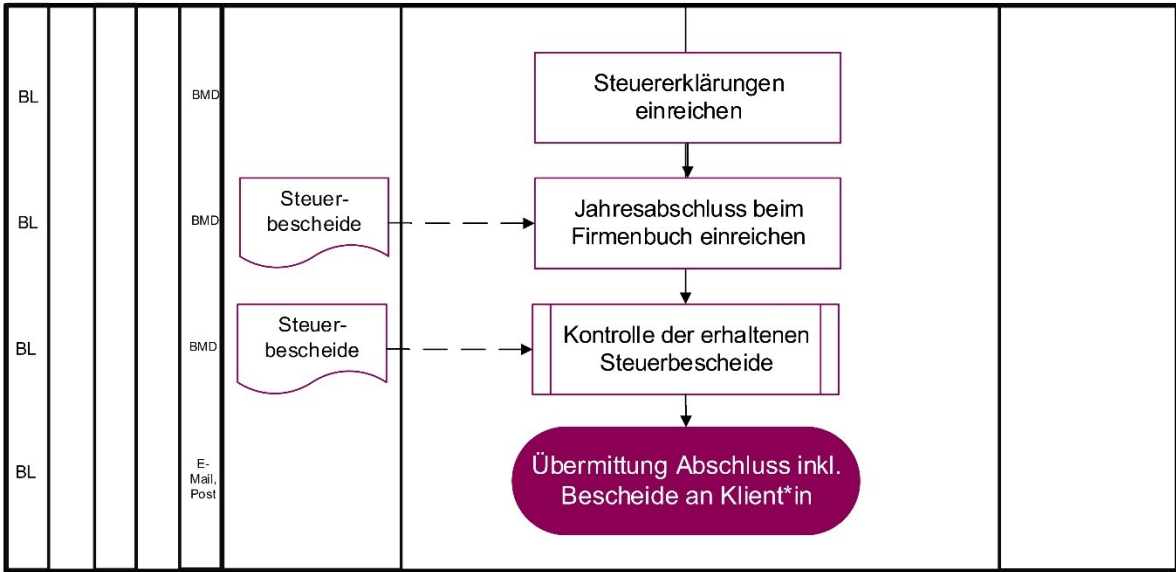 BL
BMD
Steuererklärungen
einreichen
BL
BMD
Steuer-
bescheide
Jahresabschluss beim
Firmenbuch einreichen
BL
BMD
Steuer-
bescheide
Kontrolle der erhaltenen
Steuerbescheide
BL
E-
Mail,
Post
Übermittung Abschluss inkl.
Bescheide an Klient*in